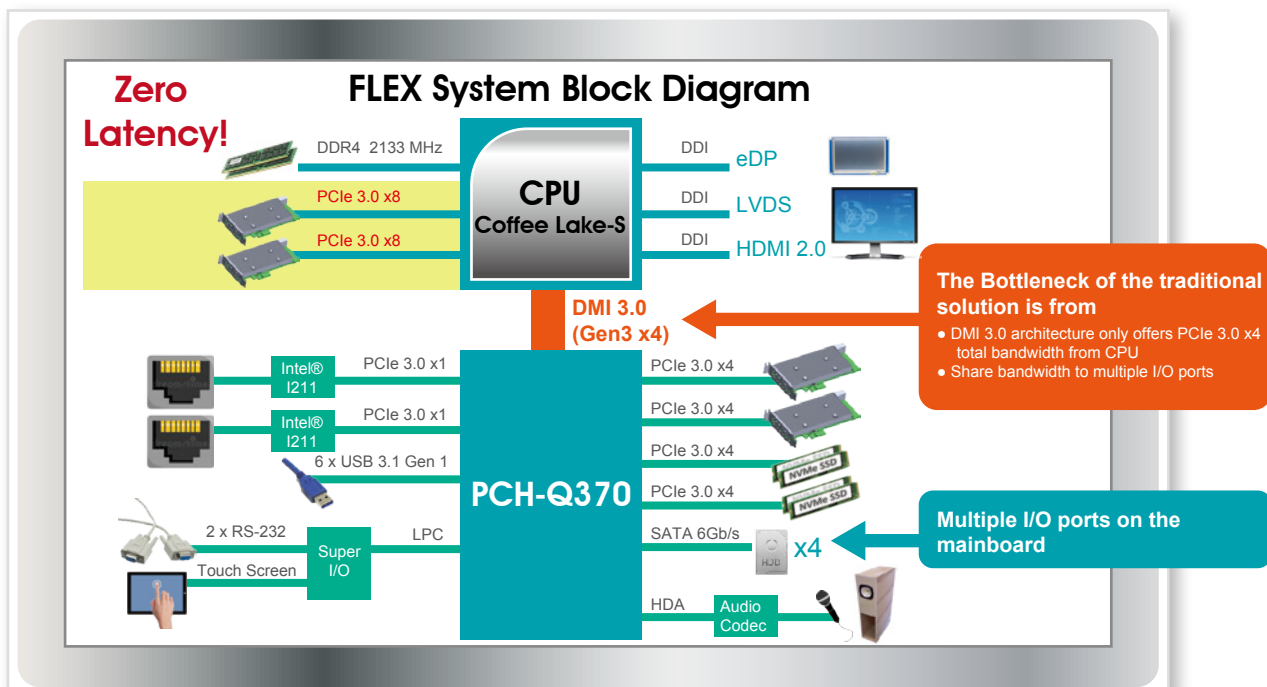 Zero
Latency!
FLEX System Block Diagram
DDR4 2133 MHz
PCIe 3.0 x8
PCIe 3.0 x8
CPU
Coffee Lake-S
DDI
eDP
DDI
LVDS
DDI
HDMI 2.0
DMI 3.0
(Gen3 x4)
The Bottleneck of the traditional
solution is from
● DMI 3.0 architecture only offers PCIe 3.0 x4
total bandwidth from CPU
● Share bandwidth to multiple I/O ports
Intel®
I211
PCIe 3.0 x1
Intel®
I211
PCIe 3.0 x1
6 x USB 3.1 Gen 1
2 x RS-232
Touch Screen
Super
I/O
LPC
PCH-Q370
PCIe 3.0 x4
PCIe 3.0 x4
PCIe 3.0 x4
NVMe SSD
PCIe 3.0 x4
NVMe SSD
SATA 6Gb/s
HDD
x4
HDA
Audio
Codec
Multiple I/O ports on the
mainboard